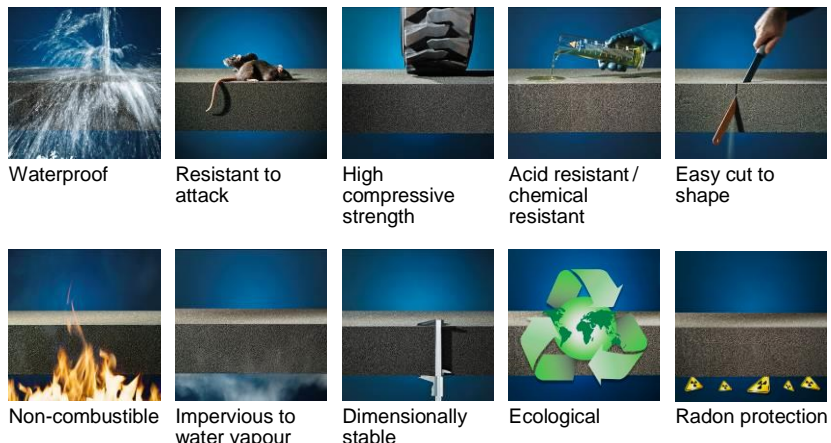 Waterproof
Resistant to
attack
High
compressive
strength
Acid resistant /
chemical
resistant
Easy cut to
shape
Non-combustible
Impervious to
water vapour
Dimensionally
stable
Ecological
Radon protection